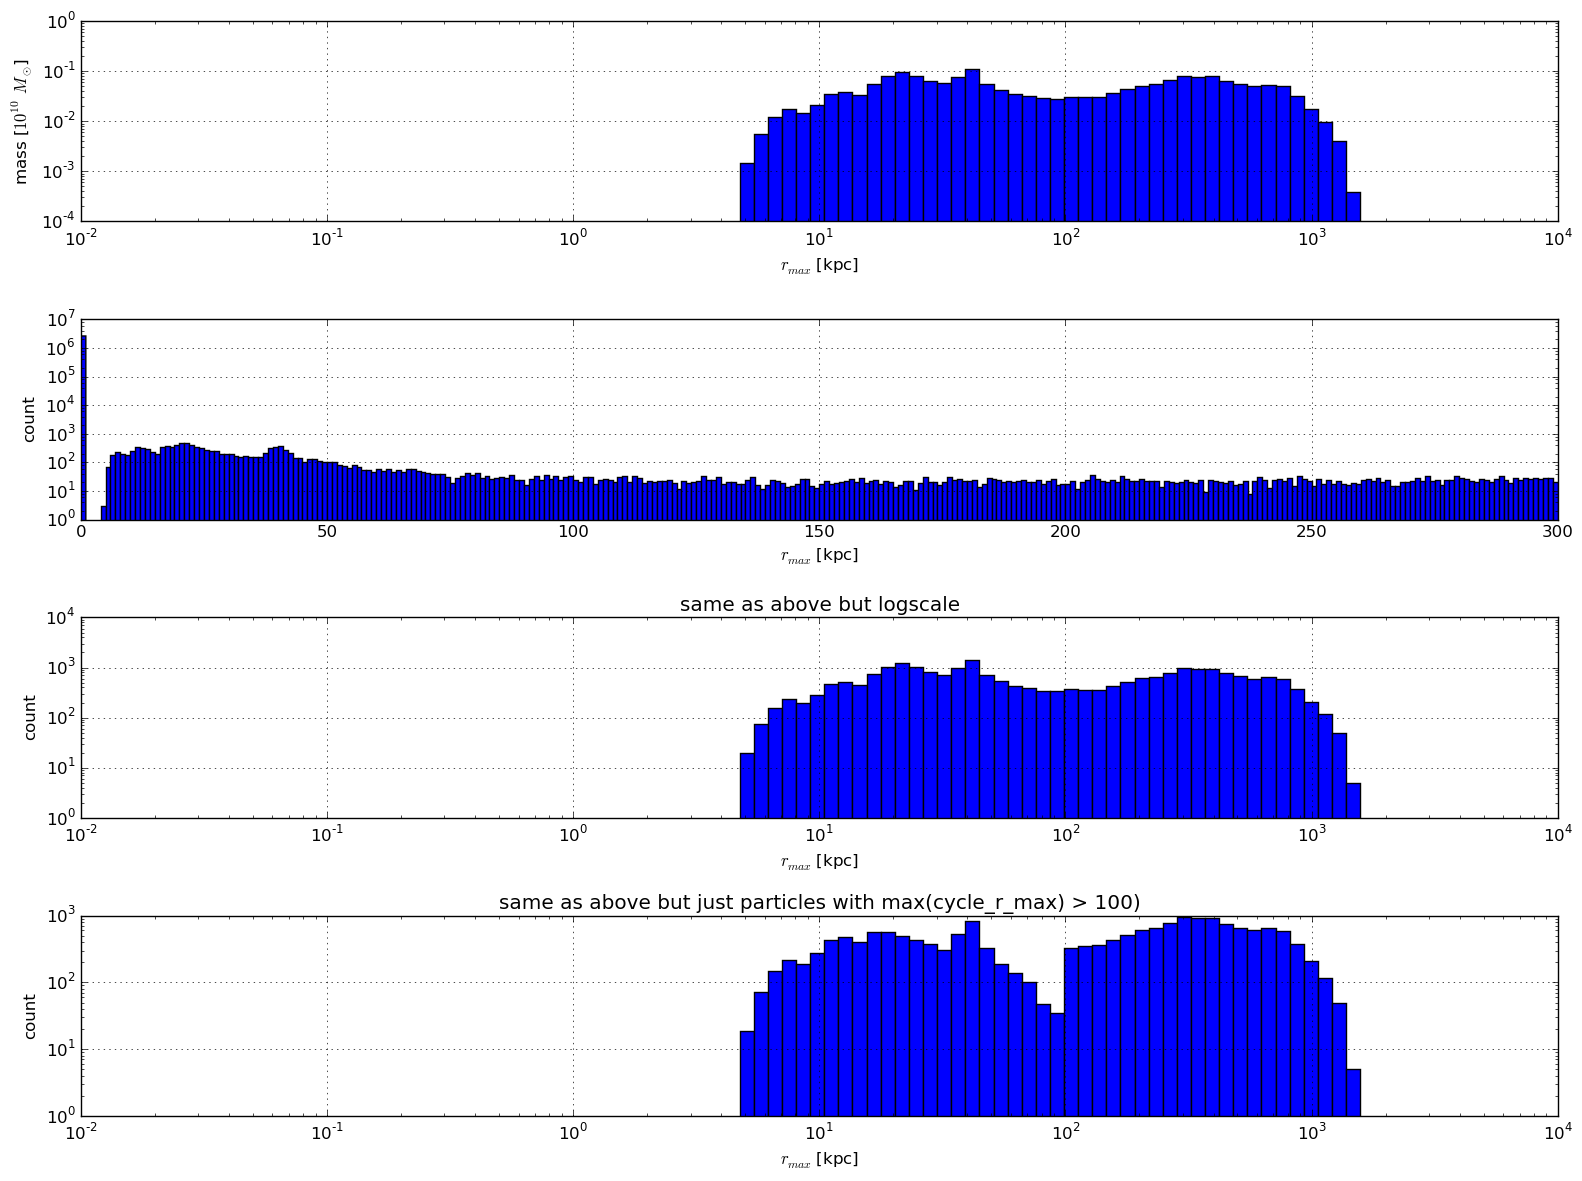 10^0
10^-1
10^-2
10^-3
10^-4
mass [10^10 M_⊙]
10^-2 10^-1 10^0 10^1 10^2 10^3 10^4
r_max [kpc]
10^7
10^6
10^5
10^4
10^3
10^2
10^1
10^0
count
0 50 100 150 200 250 300
r_max [kpc]
same as above but logscale
10^4
10^3
10^2
10^1
10^0
count
10^-2 10^-1 10^0 10^1 10^2 10^3 10^4
r_max [kpc]
same as above but just particles with max(cycle_r_max) > 100)
10^3
10^2
10^1
10^0
count
10^-2 10^-1 10^0 10^1 10^2 10^3 10^4
r_max [kpc]